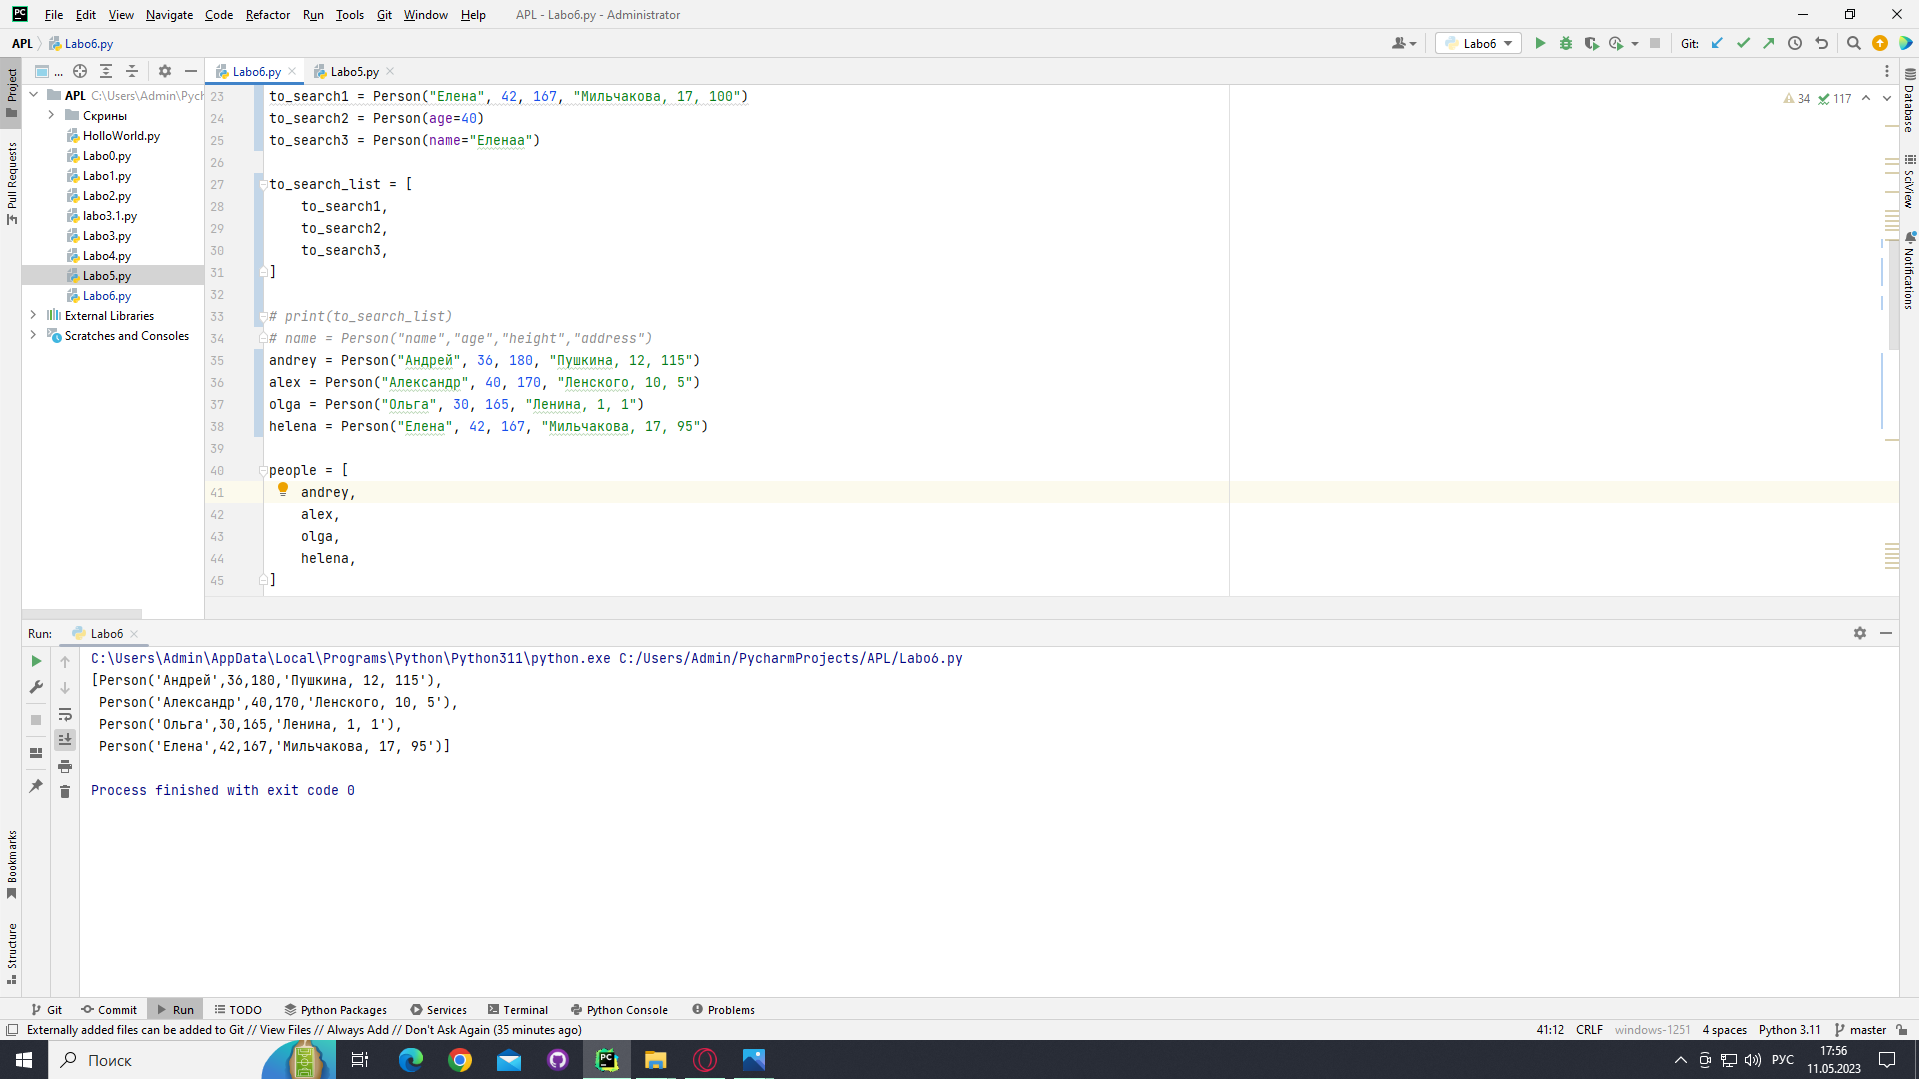 File Edit View Navigate Code Refactor Run Tools Git Window Help APL - Labo6.py - Administrator
APL Labo6.py Labo6 Git:
... Labo6.py Labo5.py
Project
Pull Requests
Bookmarks
Structure
APL C:\Users\Admin\Pych
Скрины
HolloWorld.py
Labo0.py
Labo1.py
Labo2.py
labo3.1.py
Labo3.py
Labo4.py
Labo5.py
Labo6.py
External Libraries
Scratches and Consoles
34 117
23 to_search1 = Person("Елена", 42, 167, "Мильчакова, 17, 100")
24 to_search2 = Person(age=40)
25 to_search3 = Person(name="Еленаа")
26
27 to_search_list = [
28 to_search1,
29 to_search2,
30 to_search3,
31 ]
32
33 # print(to_search_list)
34 # name = Person("name","age","height","address")
35 andrey = Person("Андрей", 36, 180, "Пушкина, 12, 115")
36 alex = Person("Александр", 40, 170, "Ленского, 10, 5")
37 olga = Person("Ольга", 30, 165, "Ленина, 1, 1")
38 helena = Person("Елена", 42, 167, "Мильчакова, 17, 95")
39
40 people = [
41 andrey,
42 alex,
43 olga,
44 helena,
45 ]
Database
SciView
Notifications
Run: Labo6
C:\Users\Admin\AppData\Local\Programs\Python\Python311\python.exe C:/Users/Admin/PycharmProjects/APL/Labo6.py
[Person('Андрей',36,180,'Пушкина, 12, 115'),
Person('Александр',40,170,'Ленского, 10, 5'),
Person('Ольга',30,165,'Ленина, 1, 1'),
Person('Елена',42,167,'Мильчакова, 17, 95')]
Process finished with exit code 0
Git Commit Run TODO Python Packages Services Terminal Python Console Problems
Externally added files can be added to Git // View Files // Always Add // Don't Ask Again (35 minutes ago) 41:12 CRLF windows-1251 4 spaces Python 3.11 master
Поиск РУС 17:56
11.05.2023